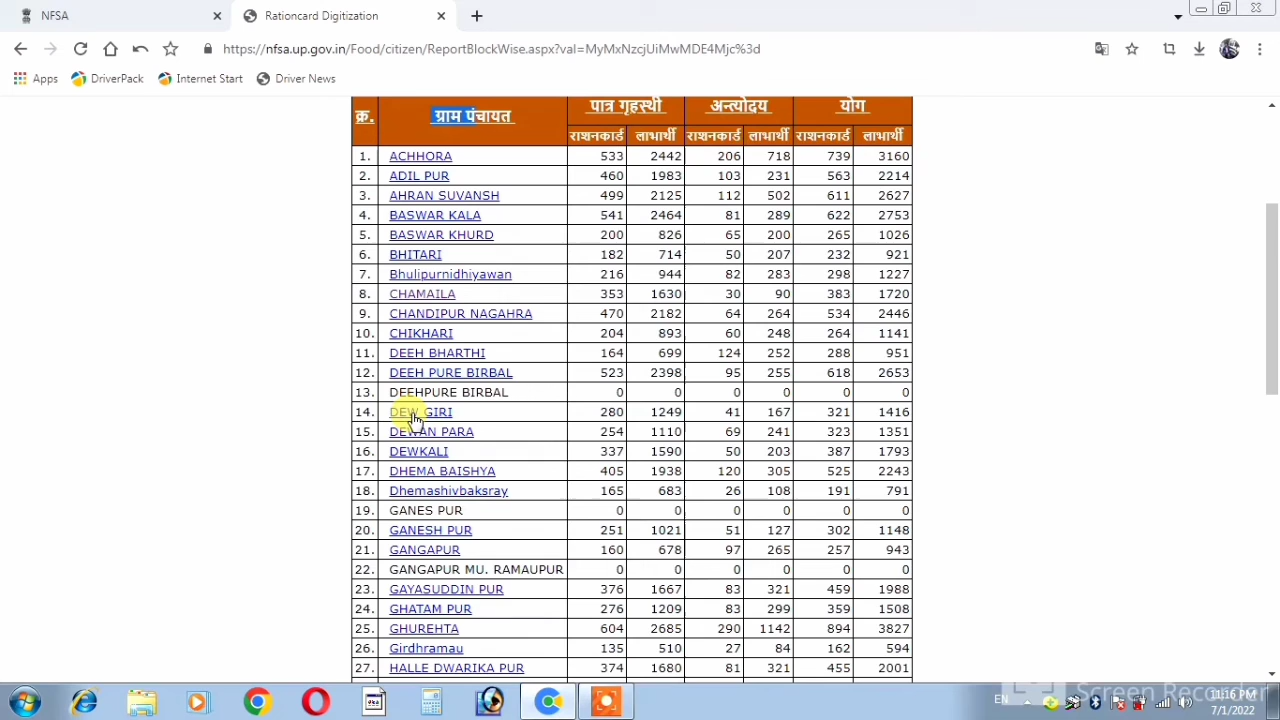 NFSA
Rationcard Digitization
https://nfsa.up.gov.in/Food/citizen/ReportBlockWise.aspx?val=MyMxNzcjUiMwMDE4Mjc%3d
Apps DriverPack Internet Start Driver News
क्र. ग्राम पंचायत पात्र गृहस्थी अन्त्योदय योग
राशनकार्ड लाभार्थी राशनकार्ड लाभार्थी राशनकार्ड लाभार्थी
1. ACHHORA 533 2442 206 718 739 3160
2. ADIL PUR 460 1983 103 231 563 2214
3. AHRAN SUVANSH 499 2125 112 502 611 2627
4. BASWAR KALA 541 2464 81 289 622 2753
5. BASWAR KHURD 200 826 65 200 265 1026
6. BHITARI 182 714 50 207 232 921
7. Bhulipurnidhiyawan 216 944 82 283 298 1227
8. CHAMAILA 353 1630 30 90 383 1720
9. CHANDIPUR NAGAHRA 470 2182 64 264 534 2446
10. CHIKHARI 204 893 60 248 264 1141
11. DEEH BHARTHI 164 699 124 252 288 951
12. DEEH PURE BIRBAL 523 2398 95 255 618 2653
13. DEEHPURE BIRBAL 0 0 0 0 0 0
14. DEW GIRI 280 1249 41 167 321 1416
15. DEWAN PARA 254 1110 69 241 323 1351
16. DEWKALI 337 1590 50 203 387 1793
17. DHEMA BAISHYA 405 1938 120 305 525 2243
18. Dhemashivbaksray 165 683 26 108 191 791
19. GANES PUR 0 0 0 0 0 0
20. GANESH PUR 251 1021 51 127 302 1148
21. GANGAPUR 160 678 97 265 257 943
22. GANGAPUR MU. RAMAUPUR 0 0 0 0 0 0
23. GAYASUDDIN PUR 376 1667 83 321 459 1988
24. GHATAM PUR 276 1209 83 299 359 1508
25. GHUREHTA 604 2685 290 1142 894 3827
26. Girdhramau 135 510 27 84 162 594
27. HALLE DWARIKA PUR 374 1680 81 321 455 2001
Screen Recorder
EN 11:16 PM
7/1/2022